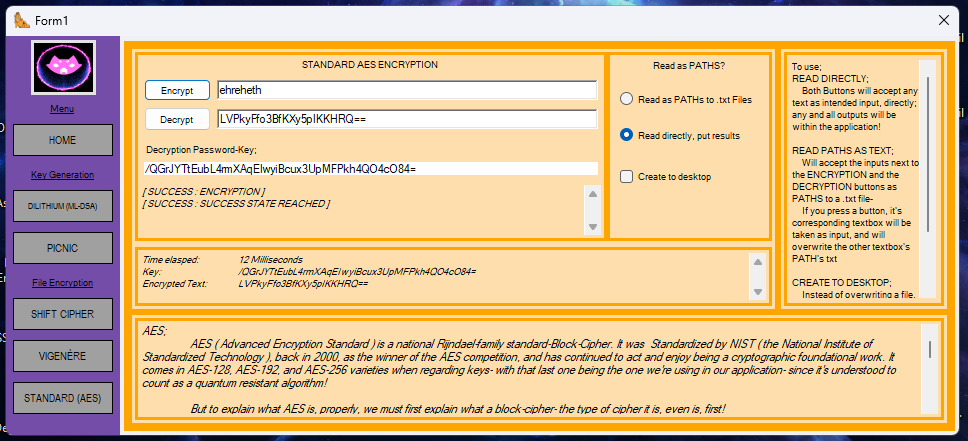 Form1
Menu
HOME
Key Generation
DILITHIUM (ML-DSA)
PICNIC
File Encryption
SHIFT CIPHER
VIGENÈRE
STANDARD (AES)
STANDARD AES ENCRYPTION
Encrypt
ehreheth
Decrypt
LVPkyFfo3BfKXy5pIKKHRQ==
Decryption Password-Key;
/QGrJYTtEubL4rmXAqEIwyiBcux3UpMFPkh4QO4cO84=
[ SUCCESS : ENCRYPTION ]
[ SUCCESS : SUCCESS STATE REACHED ]
Read as PATHS?
Read as PATHs to .txt Files
Read directly, put results
Create to desktop
Time elasped: 12 Milliseconds
Key: /QGrJYTtEubL4rmXAqEIwyiBcux3UpMFPkh4QO4cO84=
Encrypted Text: LVPkyFfo3BfKXy5pIKKHRQ==
To use;
READ DIRECTLY;
Both Buttons will accept any
text as intended input, directly;
any and all outputs will be
within the application!
READ PATHS AS TEXT;
Will accept the inputs next to
the ENCRYPTION and the
DECRYPTION buttons as
PATHS to a .txt file-
If you press a button, it's
corresponding textbox will be
taken as input, and will
overwrite the other textbox's
PATH's txt
CREATE TO DESKTOP;
Instead of overwriting a file,
AES;
AES ( Advanced Encryption Standard ) is a national Rijndael-family standard-Block-Cipher. It was Standardized by NIST ( the National Institute of
Standardized Technology ), back in 2000, as the winner of the AES competition, and has continued to act and enjoy being a cryptographic foundational work. It
comes in AES-128, AES-192, and AES-256 varieties when regarding keys- with that last one being the one we're using in our application- since it's understood to
count as a quantum resistant algorithm!
But to explain what AES is, properly, we must first explain what a block-cipher- the type of cipher it is, even is, first!